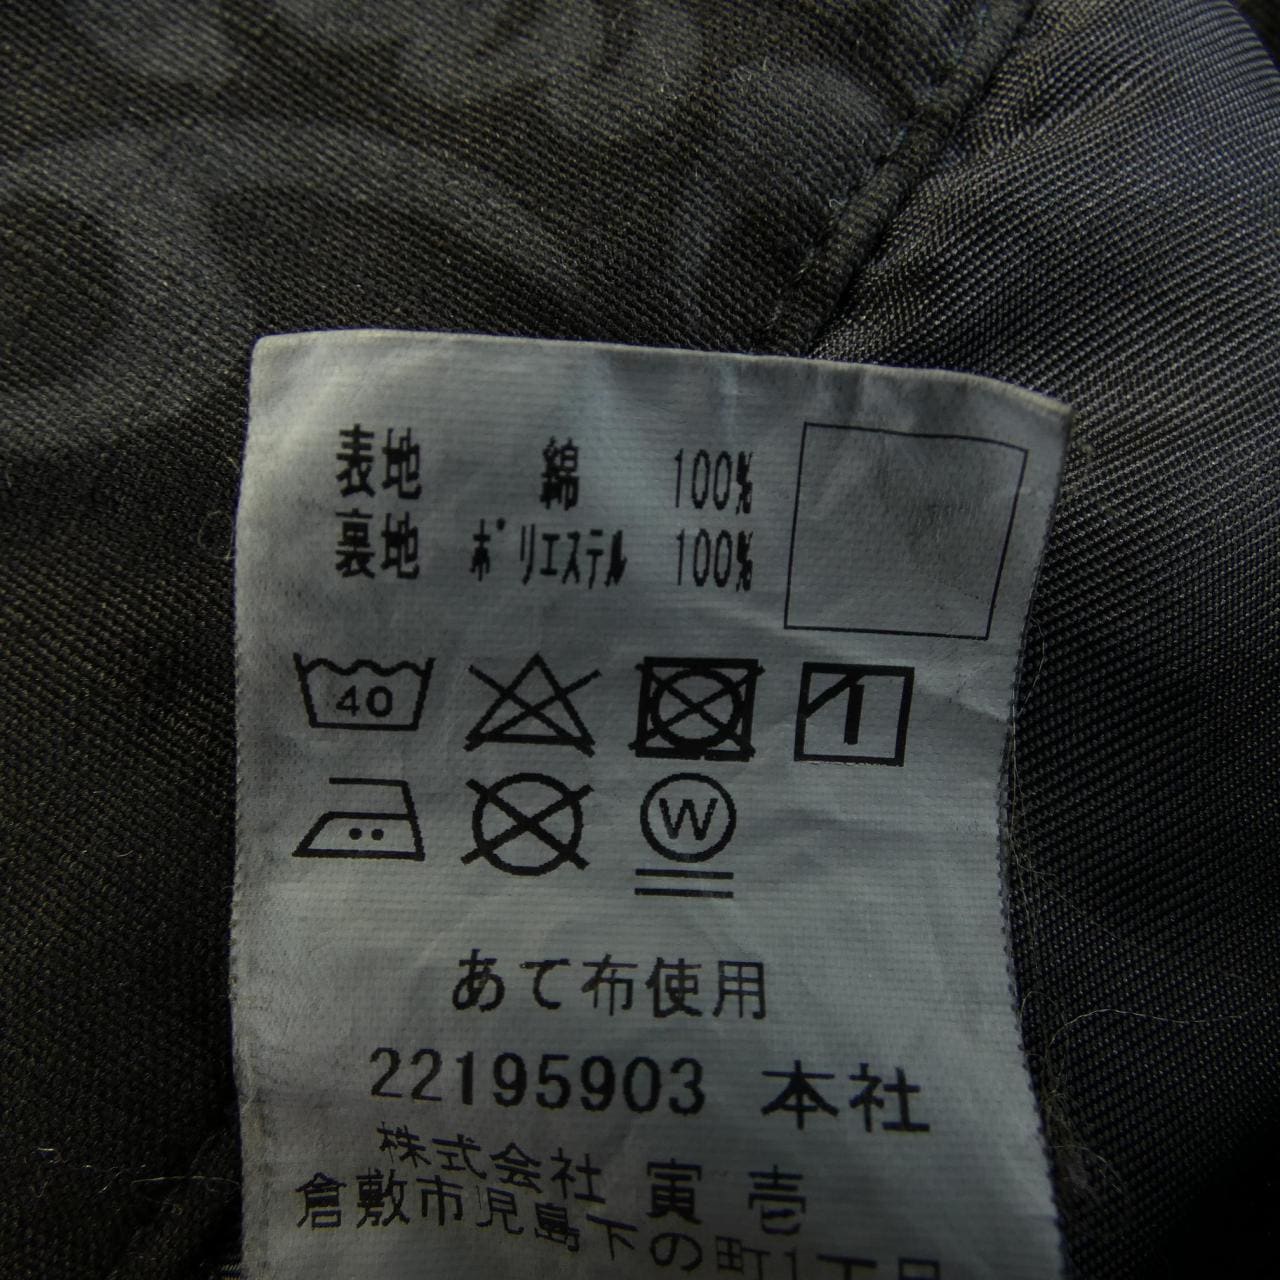 表地 綿 100%
裏地 ポリエステル 100%
40
W
あて布使用
22195903 本社
株式会社 寅壱
倉敷市児島下の町1丁目